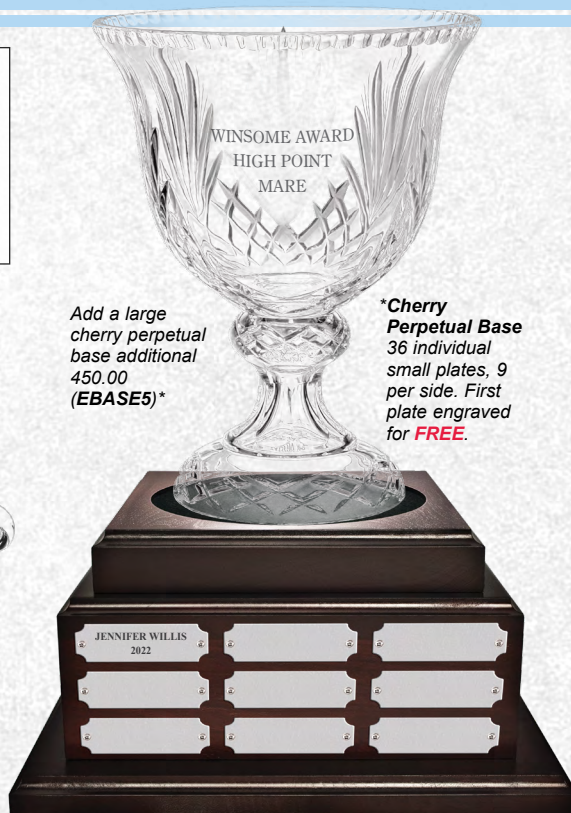 WINSOME AWARD
HIGH POINT
MARE
Add a large
cherry perpetual
base additional
450.00
(EBASE5)*
*Cherry
Perpetual Base
36 individual
small plates, 9
per side. First
plate engraved
for FREE.
JENNIFER WILLIS
2022